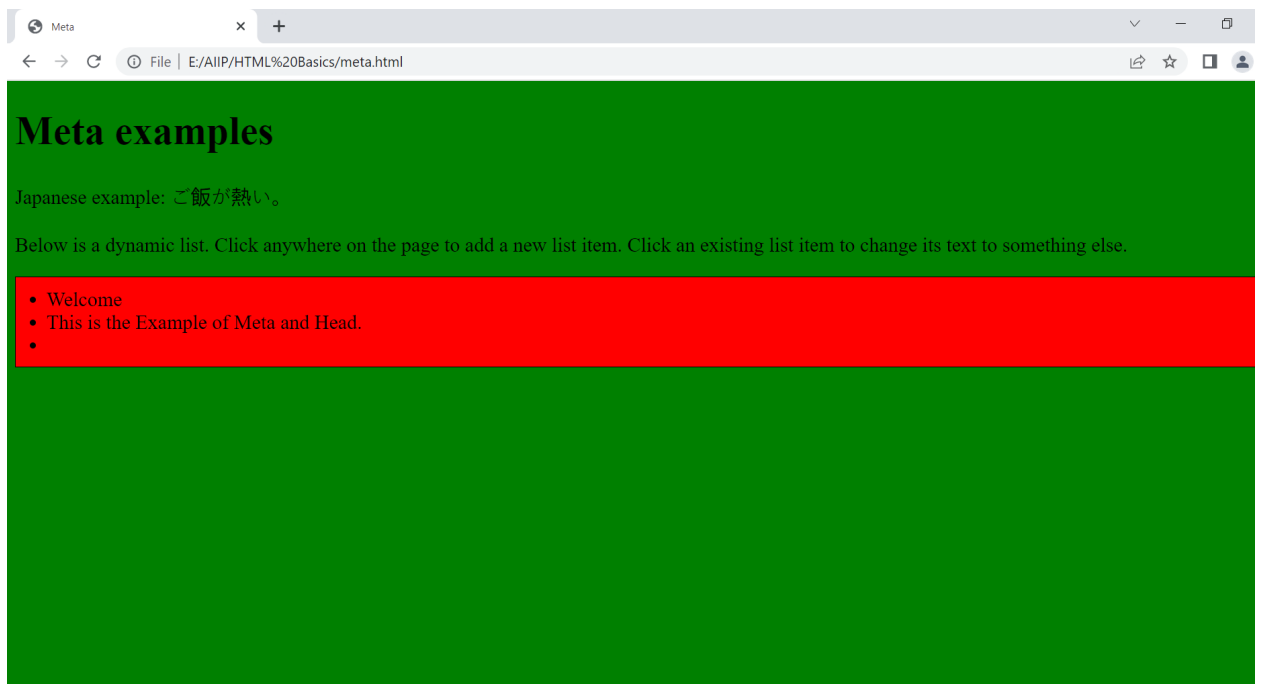 Meta
File | E:/AIIP/HTML%20Basics/meta.html
Meta examples
Japanese example: ご飯が熱い。
Below is a dynamic list. Click anywhere on the page to add a new list item. Click an existing list item to change its text to something else.
• Welcome
• This is the Example of Meta and Head.
•